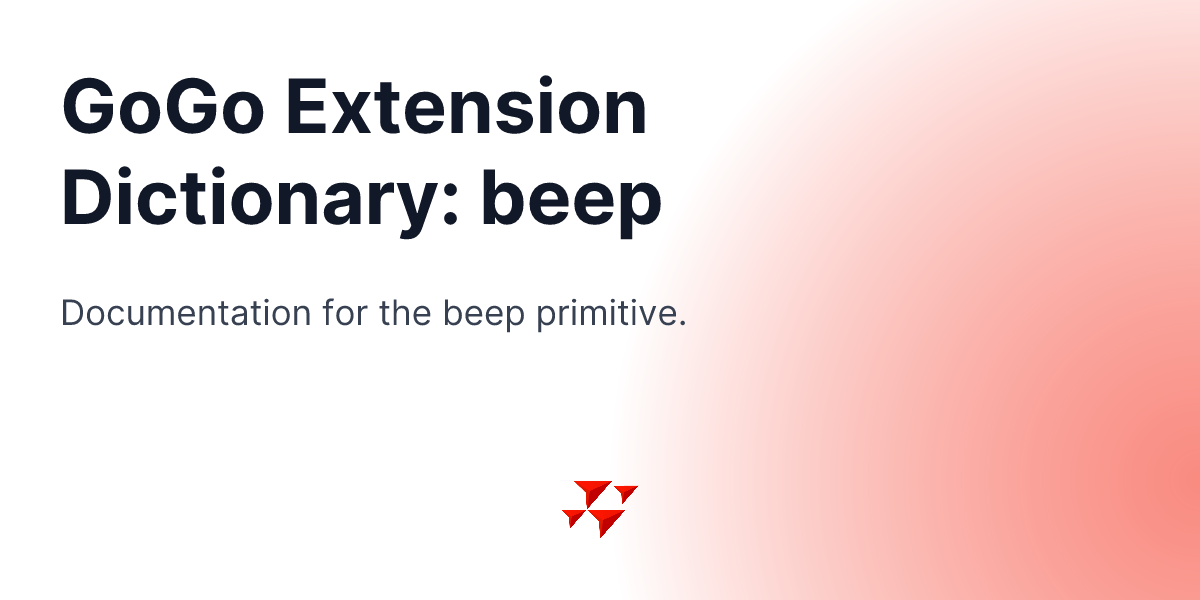 GoGo Extension
Dictionary: beep
Documentation for the beep primitive.